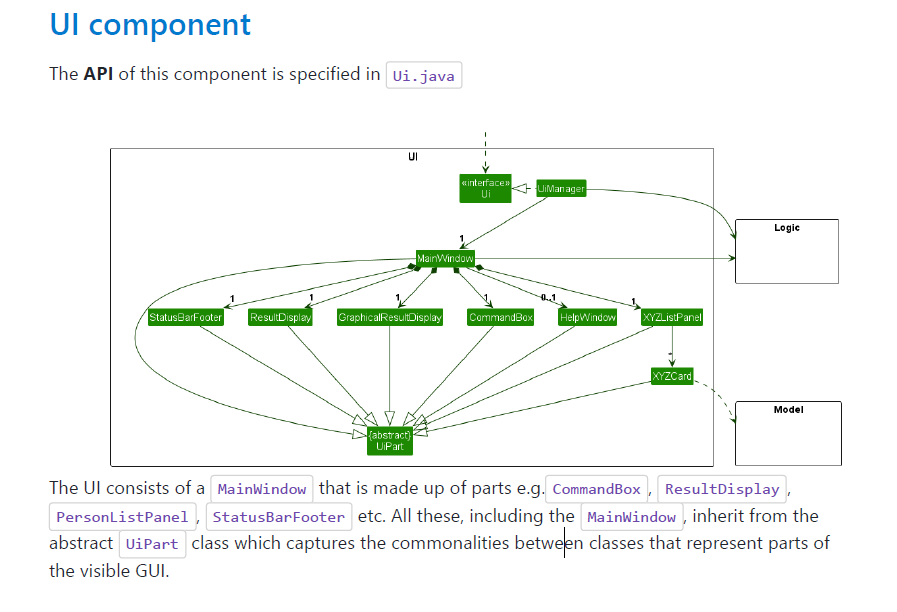 UI component
The API of this component is specified in Ui.java
UI
«interface»
Ui
UiManager
Logic
1
MainWindow
1
1
1
1
0..1
1
StatusBarFooter
ResultDisplay
GraphicalResultDisplay
CommandBox
HelpWindow
XYZListPanel
*
XYZCard
Model
{abstract}
UiPart
The UI consists of a MainWindow that is made up of parts e.g. CommandBox, ResultDisplay,
PersonListPanel, StatusBarFooter etc. All these, including the MainWindow, inherit from the
abstract UiPart class which captures the commonalities between classes that represent parts of
the visible GUI.